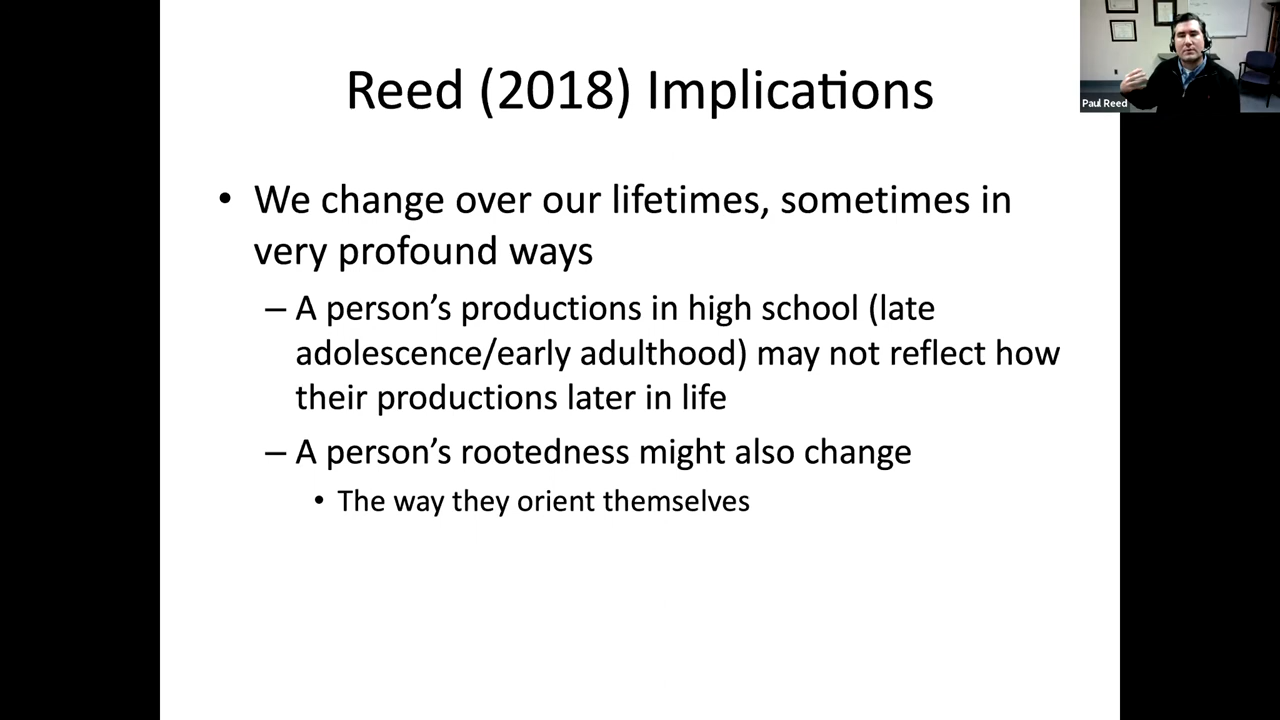 Reed (2018) Implications
Paul Reed
• We change over our lifetimes, sometimes in
very profound ways
– A person's productions in high school (late
adolescence/early adulthood) may not reflect how
their productions later in life
– A person's rootedness might also change
• The way they orient themselves